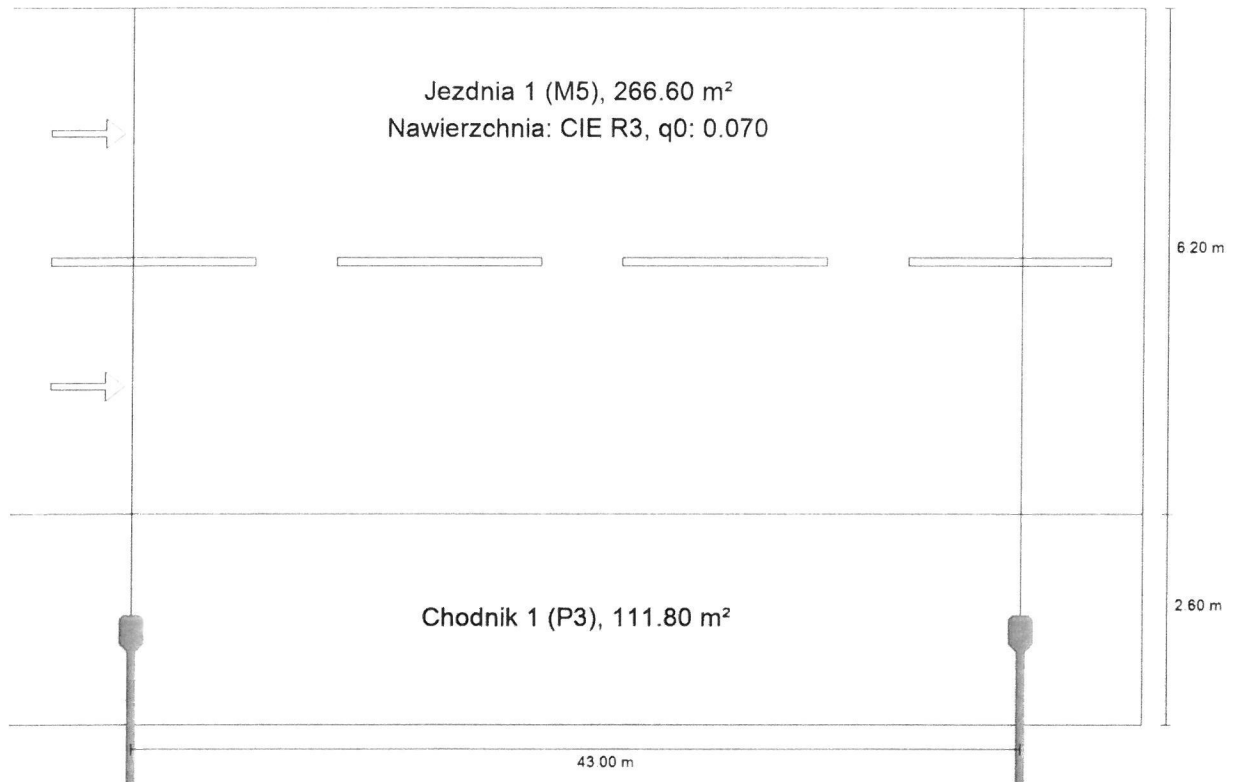 Jezdnia 1 (M5), 266.60 m²
Nawierzchnia: CIE R3, q0: 0.070
6 20 m
Chodnik 1 (P3), 111.80 m²
2 60 m
43 00 m